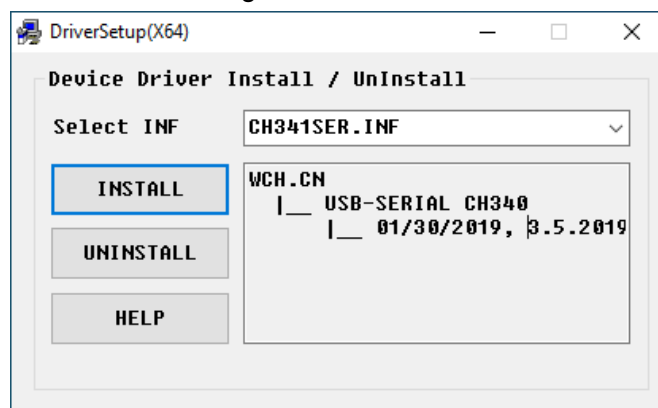 DriverSetup(X64)
Device Driver Install / UnInstall
Select INF
CH341SER.INF
INSTALL
WCH.CN
|__ USB-SERIAL CH340
|__ 01/30/2019, 3.5.2019
UNINSTALL
HELP